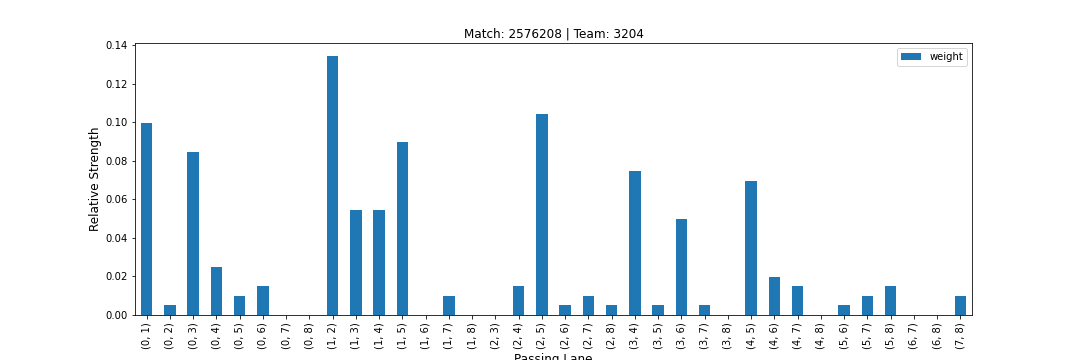 Match: 2576208 | Team: 3204
weight
Relative Strength
0.14
0.12
0.10
0.08
0.06
0.04
0.02
0.00
(0, 1) (0, 2) (0, 3) (0, 4) (0, 5) (0, 6) (0, 7) (0, 8) (1, 2) (1, 3) (1, 4) (1, 5) (1, 6) (1, 7) (1, 8) (2, 3) (2, 4) (2, 5) (2, 6) (2, 7) (2, 8) (3, 4) (3, 5) (3, 6) (3, 7) (3, 8) (4, 5) (4, 6) (4, 7) (4, 8) (5, 6) (5, 7) (5, 8) (6, 7) (6, 8) (7, 8)
Passing Lane